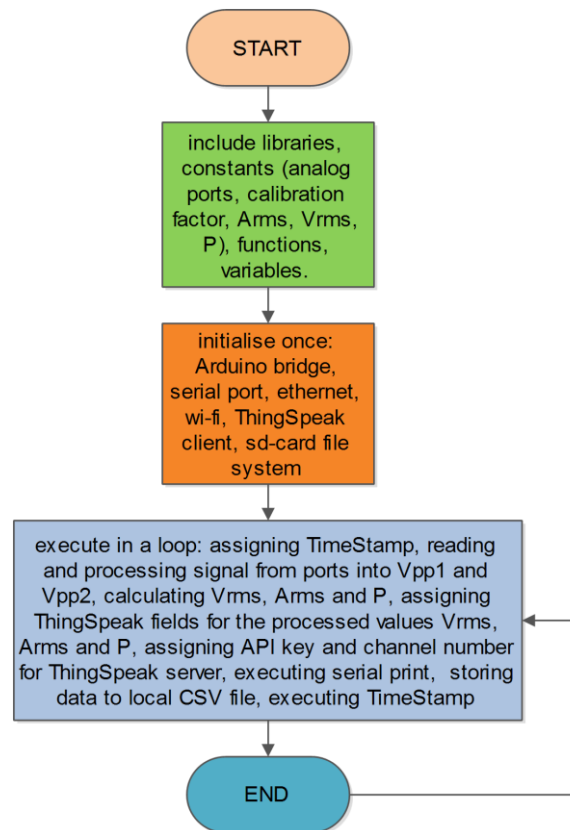 START
include libraries,
constants (analog
ports, calibration
factor, Arms, Vrms,
P), functions,
variables.
initialise once:
Arduino bridge,
serial port, ethernet,
wi-fi, ThingSpeak
client, sd-card file
system
execute in a loop: assigning TimeStamp, reading
and processing signal from ports into Vpp1 and
Vpp2, calculating Vrms, Arms and P, assigning
ThingSpeak fields for the processed values Vrms,
Arms and P, assigning API key and channel number
for ThingSpeak server, executing serial print, storing
data to local CSV file, executing TimeStamp
END